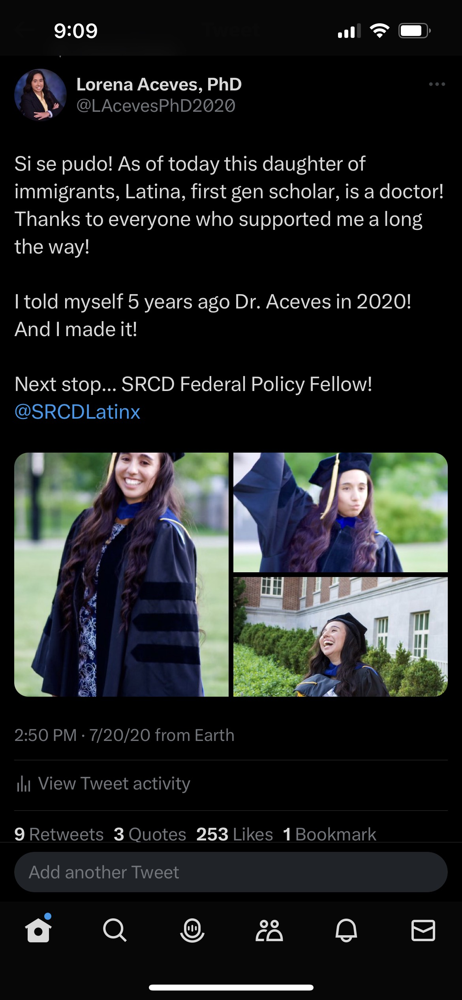 9:09
Tweet
Lorena Aceves, PhD
@LAcevesPhD2020
Si se pudo! As of today this daughter of
immigrants, Latina, first gen scholar, is a doctor!
Thanks to everyone who supported me a long
the way!
I told myself 5 years ago Dr. Aceves in 2020!
And I made it!
Next stop... SRCD Federal Policy Fellow!
@SRCDLatinx
2:50 PM · 7/20/20 from Earth
View Tweet activity
9 Retweets 3 Quotes 253 Likes 1 Bookmark
Add another Tweet